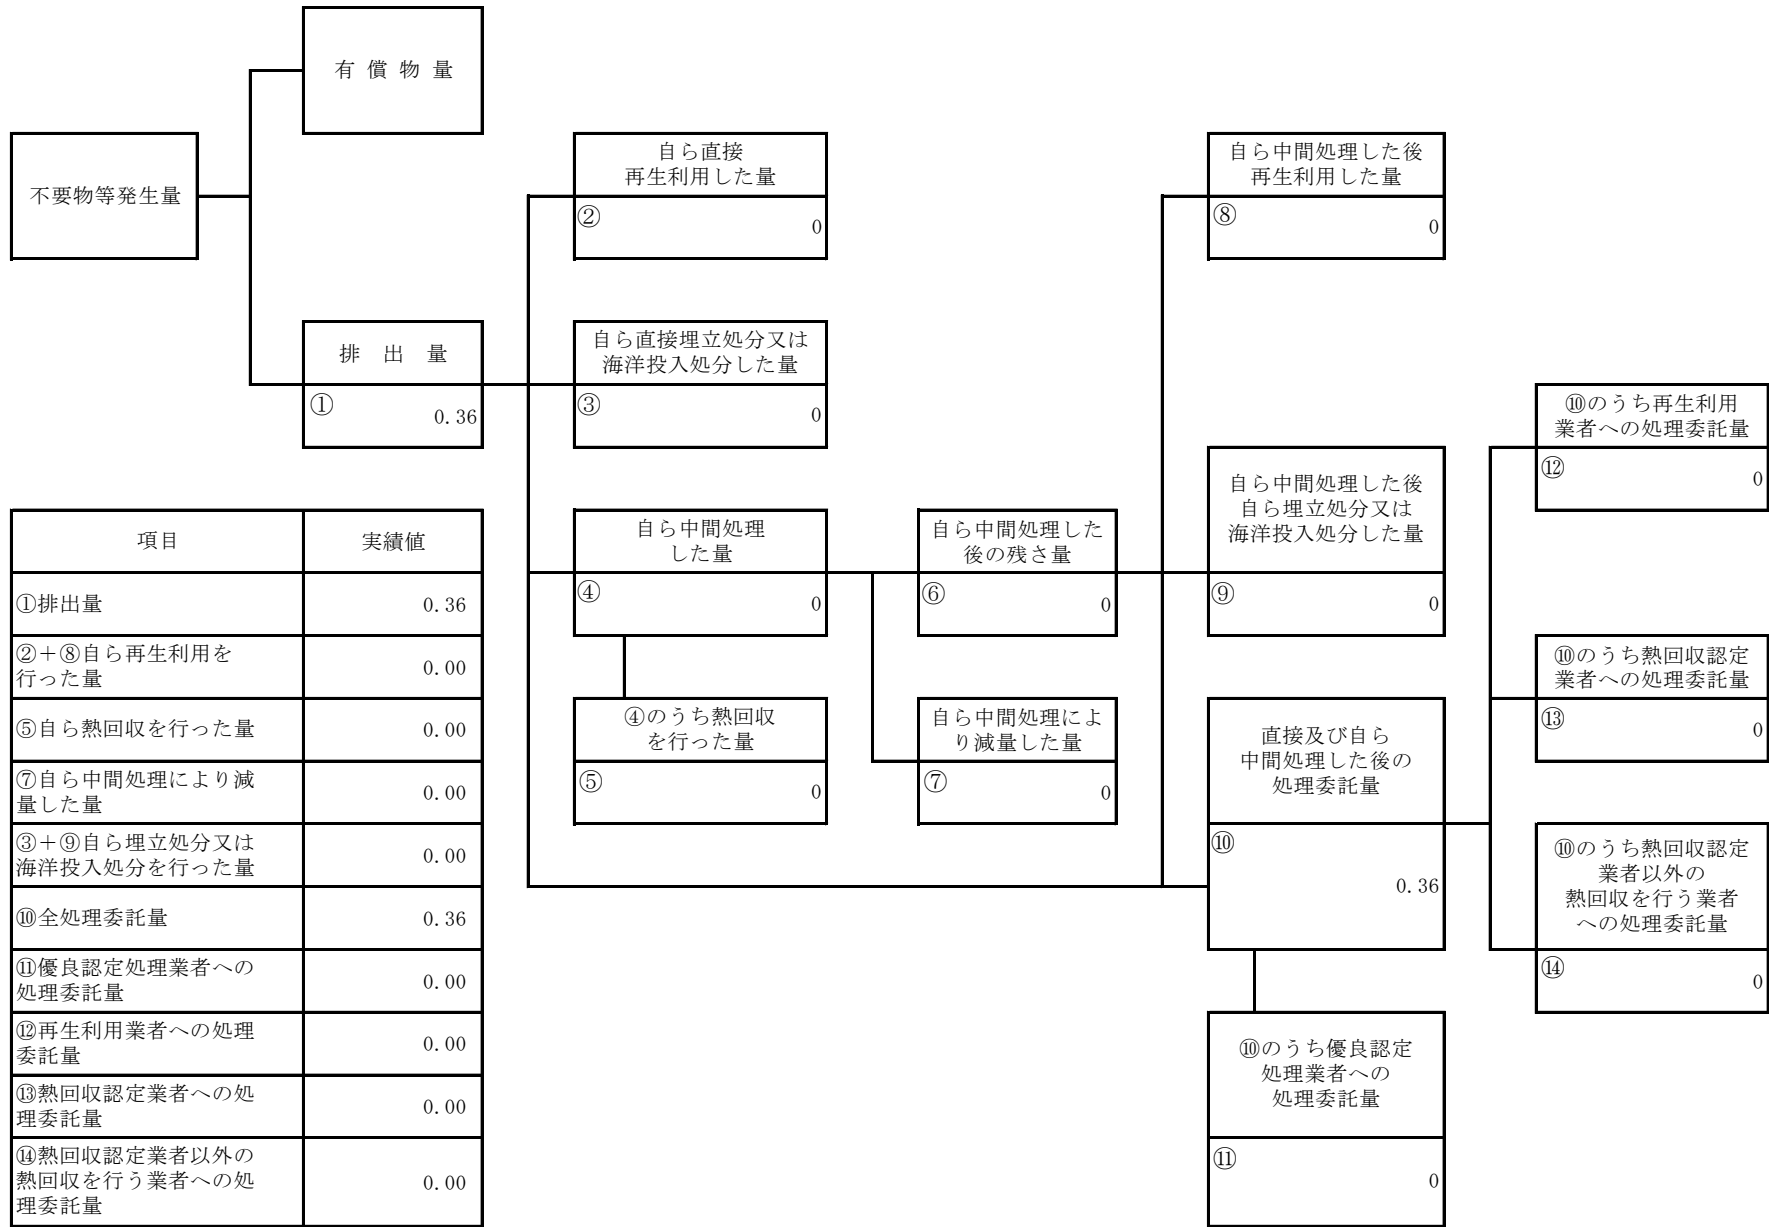 有 償 物 量
不要物等発生量
排 出 量
① 0.36
自ら直接
再生利用した量
② 0
自ら直接埋立処分又は
海洋投入処分した量
③ 0
自ら中間処理
した量
④ 0
④のうち熱回収
を行った量
⑤ 0
自ら中間処理した
後の残さ量
⑥ 0
自ら中間処理によ
り減量した量
⑦ 0
自ら中間処理した後
再生利用した量
⑧ 0
自ら中間処理した後
自ら埋立処分又は
海洋投入処分した量
⑨ 0
直接及び自ら
中間処理した後の
処理委託量
⑩
0.36
⑩のうち優良認定
処理業者への
処理委託量
⑪ 0
⑩のうち再生利用
業者への処理委託量
⑫ 0
⑩のうち熱回収認定
業者への処理委託量
⑬ 0
⑩のうち熱回収認定
業者以外の
熱回収を行う業者
への処理委託量
⑭ 0
項目 実績値
①排出量 0.36
②＋⑧自ら再生利用を
行った量 0.00
⑤自ら熱回収を行った量 0.00
⑦自ら中間処理により減
量した量 0.00
③＋⑨自ら埋立処分又は
海洋投入処分を行った量 0.00
⑩全処理委託量 0.36
⑪優良認定処理業者への
処理委託量 0.00
⑫再生利用業者への処理
委託量 0.00
⑬熱回収認定業者への処
理委託量 0.00
⑭熱回収認定業者以外の
熱回収を行う業者への処
理委託量 0.00